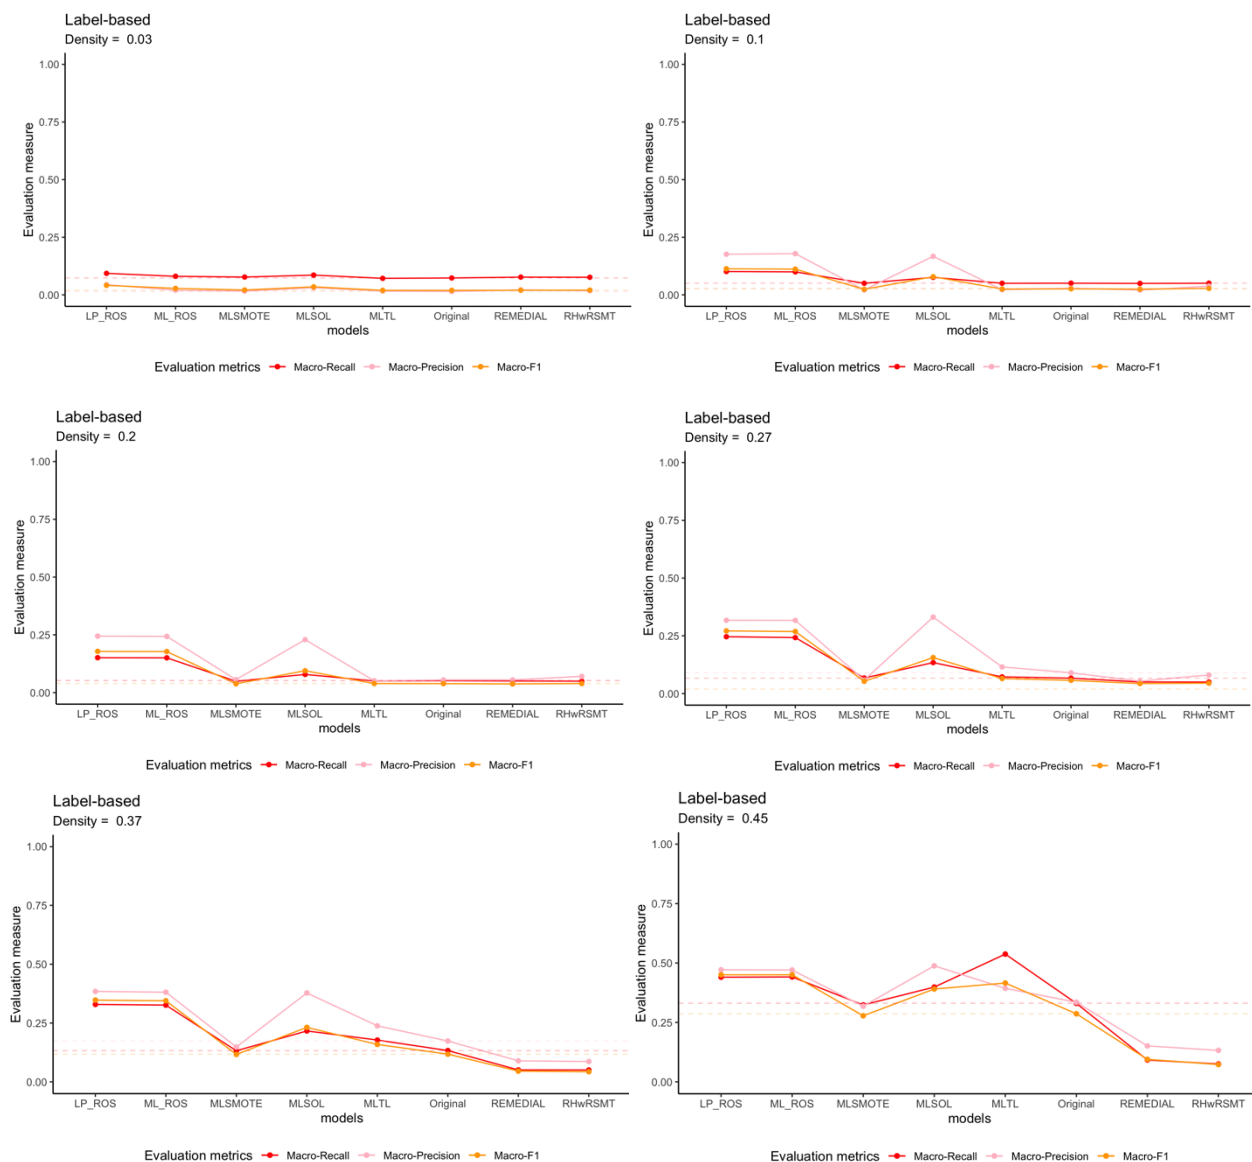 Label-based
Density =  0.03
1.00
0.75
0.50
0.25
0.00
Evaluation measure
LP_ROS ML_ROS MLSMOTE MLSOL MLTL Original REMEDIAL RHwRSMT
models
Evaluation metrics Macro-Recall Macro-Precision Macro-F1
Label-based
Density =  0.1
1.00
0.75
0.50
0.25
0.00
Evaluation measure
LP_ROS ML_ROS MLSMOTE MLSOL MLTL Original REMEDIAL RHwRSMT
models
Evaluation metrics Macro-Recall Macro-Precision Macro-F1
Label-based
Density =  0.2
1.00
0.75
0.50
0.25
0.00
Evaluation measure
LP_ROS ML_ROS MLSMOTE MLSOL MLTL Original REMEDIAL RHwRSMT
models
Evaluation metrics Macro-Recall Macro-Precision Macro-F1
Label-based
Density =  0.27
1.00
0.75
0.50
0.25
0.00
Evaluation measure
LP_ROS ML_ROS MLSMOTE MLSOL MLTL Original REMEDIAL RHwRSMT
models
Evaluation metrics Macro-Recall Macro-Precision Macro-F1
Label-based
Density =  0.37
1.00
0.75
0.50
0.25
0.00
Evaluation measure
LP_ROS ML_ROS MLSMOTE MLSOL MLTL Original REMEDIAL RHwRSMT
models
Evaluation metrics Macro-Recall Macro-Precision Macro-F1
Label-based
Density =  0.45
1.00
0.75
0.50
0.25
0.00
Evaluation measure
LP_ROS ML_ROS MLSMOTE MLSOL MLTL Original REMEDIAL RHwRSMT
models
Evaluation metrics Macro-Recall Macro-Precision Macro-F1